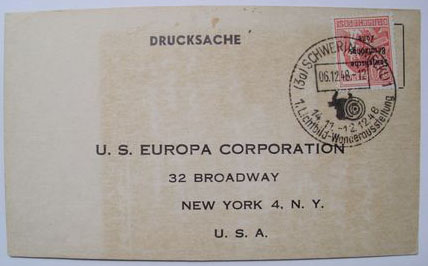 DRUCKSACHE
(3a) SCHWERIN
06.12.48.-12
14.11.-12.12.48
1. Lichtbild-Wanderausstellung
U. S. EUROPA CORPORATION
32 BROADWAY
NEW YORK 4, N. Y.
U. S. A.